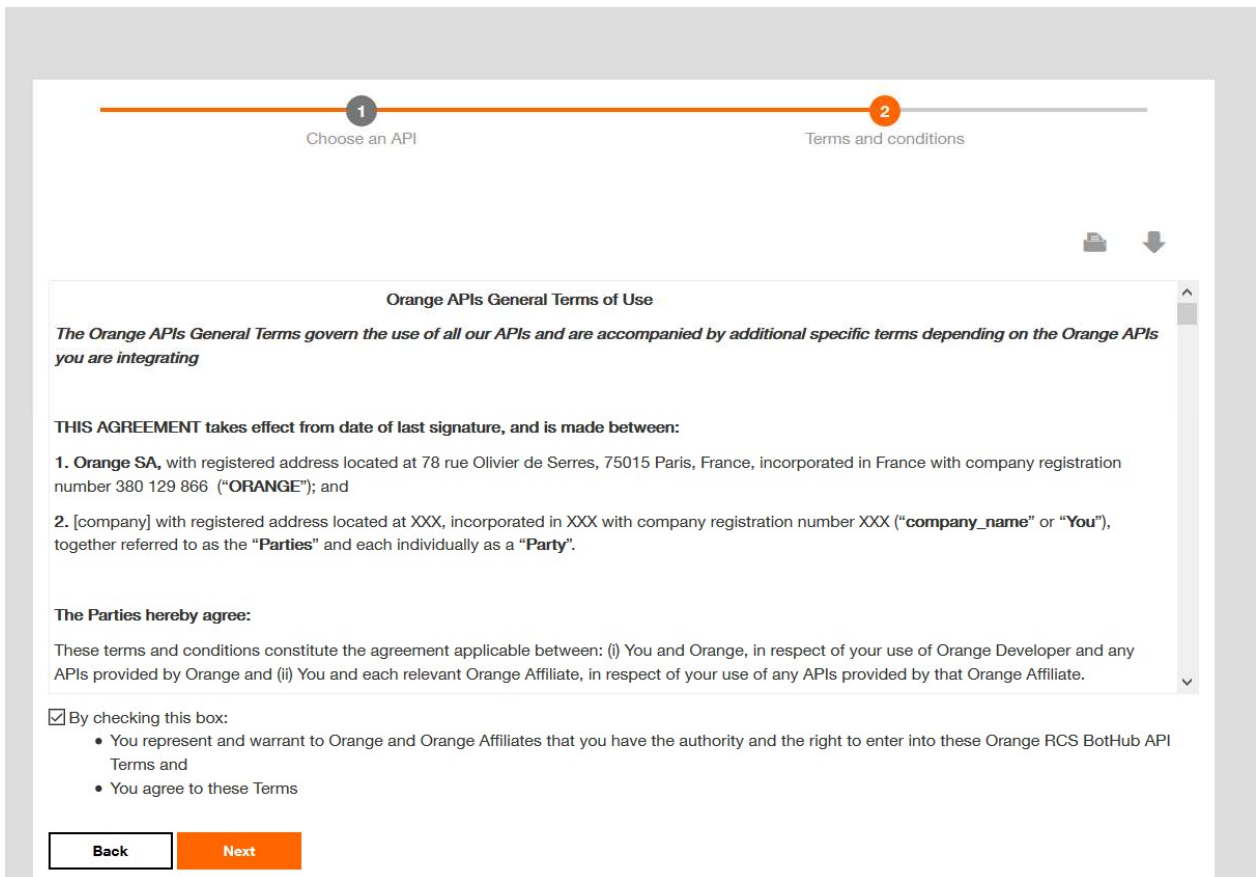 1
2
Choose an API
Terms and conditions
Orange APIs General Terms of Use
The Orange APIs General Terms govern the use of all our APIs and are accompanied by additional specific terms depending on the Orange APIs
you are integrating
THIS AGREEMENT takes effect from date of last signature, and is made between:
1. Orange SA, with registered address located at 78 rue Olivier de Serres, 75015 Paris, France, incorporated in France with company registration
number 380 129 866 (“ORANGE”); and
2. [company] with registered address located at XXX, incorporated in XXX with company registration number XXX (“company_name” or “You”),
together referred to as the “Parties” and each individually as a “Party”.
The Parties hereby agree:
These terms and conditions constitute the agreement applicable between: (i) You and Orange, in respect of your use of Orange Developer and any
APIs provided by Orange and (ii) You and each relevant Orange Affiliate, in respect of your use of any APIs provided by that Orange Affiliate.
By checking this box:
• You represent and warrant to Orange and Orange Affiliates that you have the authority and the right to enter into these Orange RCS BotHub API
Terms and
• You agree to these Terms
Back
Next